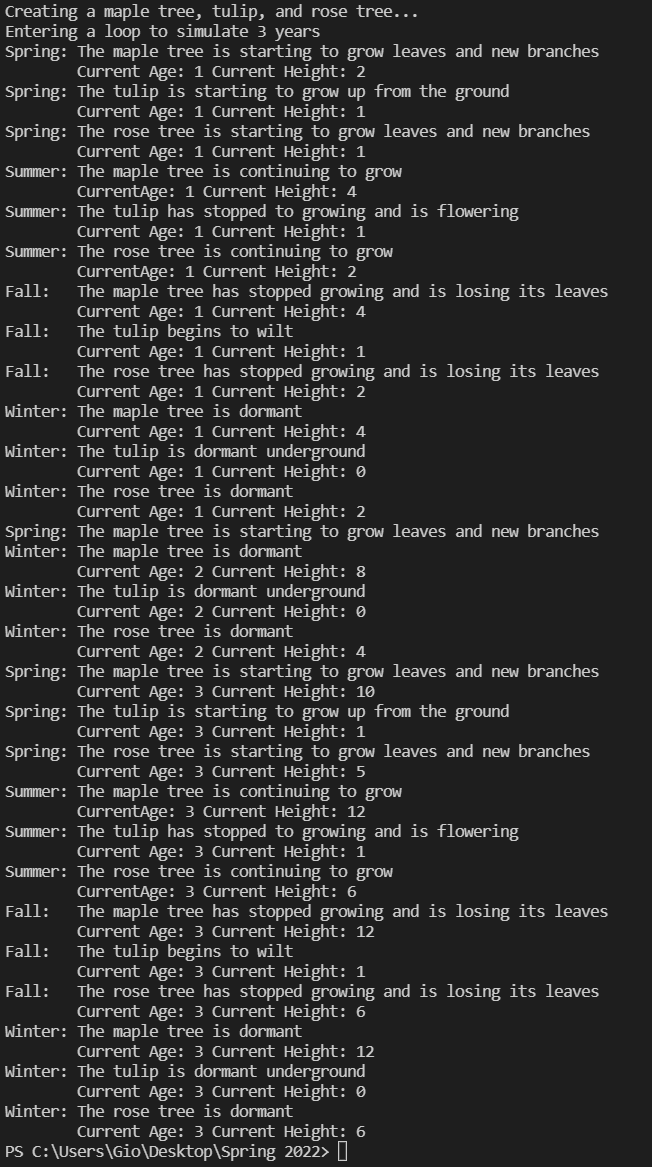 Creating a maple tree, tulip, and rose tree...
Entering a loop to simulate 3 years
Spring: The maple tree is starting to grow leaves and new branches
        Current Age: 1 Current Height: 2
Spring: The tulip is starting to grow up from the ground
        Current Age: 1 Current Height: 1
Spring: The rose tree is starting to grow leaves and new branches
        Current Age: 1 Current Height: 1
Summer: The maple tree is continuing to grow
        CurrentAge: 1 Current Height: 4
Summer: The tulip has stopped to growing and is flowering
        Current Age: 1 Current Height: 1
Summer: The rose tree is continuing to grow
        CurrentAge: 1 Current Height: 2
Fall:   The maple tree has stopped growing and is losing its leaves
        Current Age: 1 Current Height: 4
Fall:   The tulip begins to wilt
        Current Age: 1 Current Height: 1
Fall:   The rose tree has stopped growing and is losing its leaves
        Current Age: 1 Current Height: 2
Winter: The maple tree is dormant
        Current Age: 1 Current Height: 4
Winter: The tulip is dormant underground
        Current Age: 1 Current Height: 0
Winter: The rose tree is dormant
        Current Age: 1 Current Height: 2
Spring: The maple tree is starting to grow leaves and new branches
Winter: The maple tree is dormant
        Current Age: 2 Current Height: 8
Winter: The tulip is dormant underground
        Current Age: 2 Current Height: 0
Winter: The rose tree is dormant
        Current Age: 2 Current Height: 4
Spring: The maple tree is starting to grow leaves and new branches
        Current Age: 3 Current Height: 10
Spring: The tulip is starting to grow up from the ground
        Current Age: 3 Current Height: 1
Spring: The rose tree is starting to grow leaves and new branches
        Current Age: 3 Current Height: 5
Summer: The maple tree is continuing to grow
        CurrentAge: 3 Current Height: 12
Summer: The tulip has stopped to growing and is flowering
        Current Age: 3 Current Height: 1
Summer: The rose tree is continuing to grow
        CurrentAge: 3 Current Height: 6
Fall:   The maple tree has stopped growing and is losing its leaves
        Current Age: 3 Current Height: 12
Fall:   The tulip begins to wilt
        Current Age: 3 Current Height: 1
Fall:   The rose tree has stopped growing and is losing its leaves
        Current Age: 3 Current Height: 6
Winter: The maple tree is dormant
        Current Age: 3 Current Height: 12
Winter: The tulip is dormant underground
        Current Age: 3 Current Height: 0
Winter: The rose tree is dormant
        Current Age: 3 Current Height: 6
PS C:\Users\Gio\Desktop\Spring 2022>